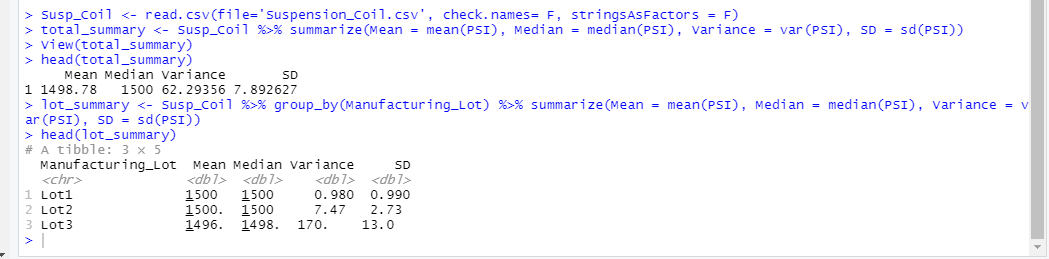 > Susp_Coil <- read.csv(file='Suspension_Coil.csv', check.names= F, stringsAsFactors = F)
> total_summary <- Susp_Coil %>% summarize(Mean = mean(PSI), Median = median(PSI), Variance = var(PSI), SD = sd(PSI))
> View(total_summary)
> head(total_summary)
     Mean Median Variance       SD
1 1498.78   1500 62.29356 7.892627
> lot_summary <- Susp_Coil %>% group_by(Manufacturing_Lot) %>% summarize(Mean = mean(PSI), Median = median(PSI), Variance = v
ar(PSI), SD = sd(PSI))
> head(lot_summary)
# A tibble: 3 × 5
  Manufacturing_Lot  Mean Median Variance     SD
  <chr>             <dbl>  <dbl>    <dbl>  <dbl>
1 Lot1               1500   1500     0.980  0.990
2 Lot2               1500.  1500     7.47   2.73
3 Lot3               1496.  1498.  170.    13.0
>